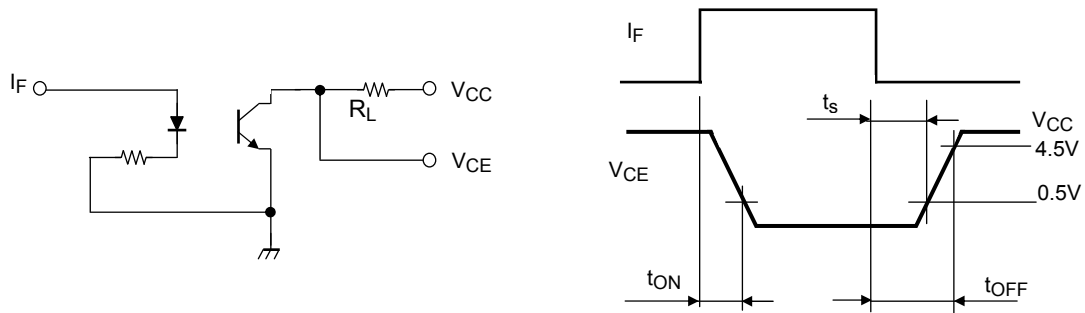 IF
RL
VCC
VCE
IF
ts
VCC
4.5V
VCE
0.5V
tON
tOFF